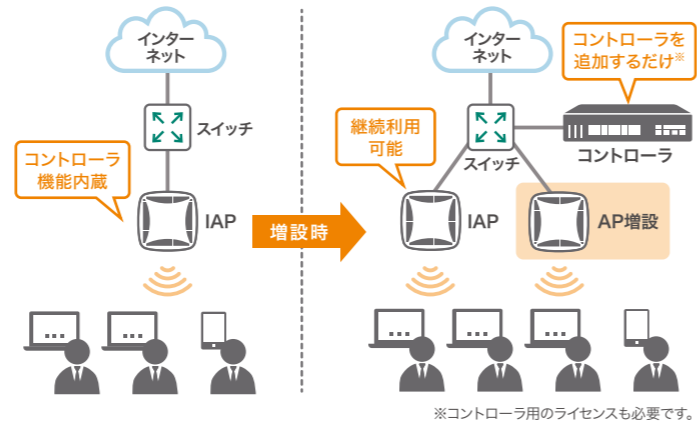 インター
ネット
スイッチ
コントローラ
機能内蔵
IAP
増設時
インター
ネット
コントローラを
追加するだけ※
継続利用
可能
スイッチ
コントローラ
IAP
AP増設
※コントローラ用のライセンスも必要です。